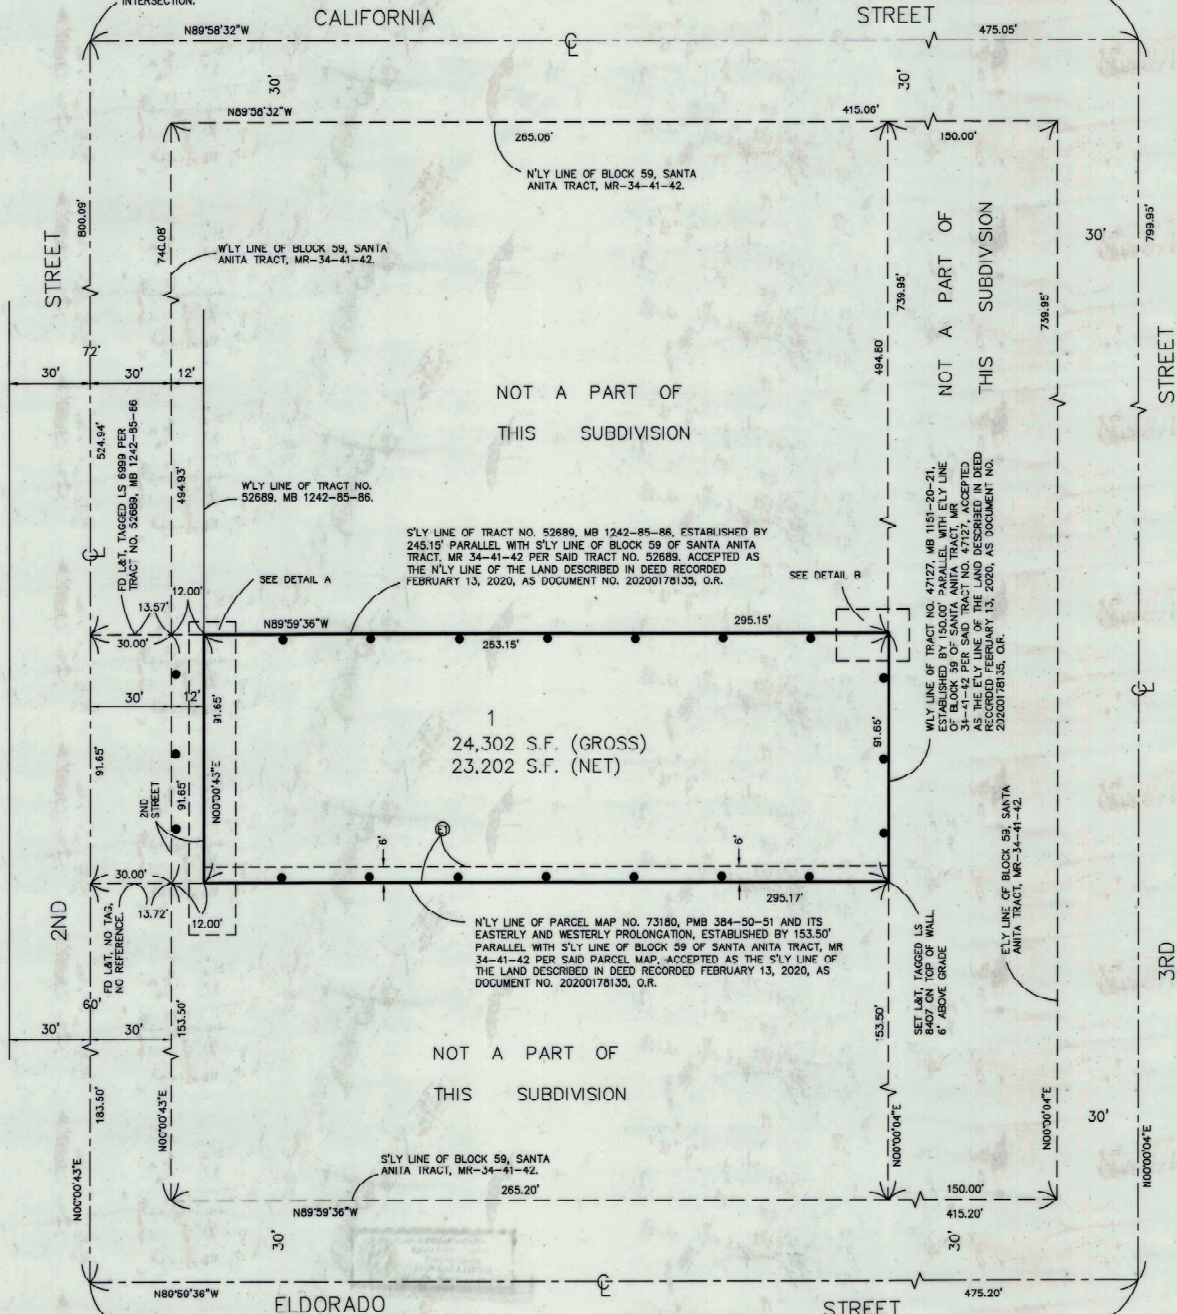 INTERSECTION.
CALIFORNIA STREET
N89°58'32"W
475.05'
℄
30'
30'
N89°58'32"W
415.06'
265.06'
150.00'
N'LY LINE OF BLOCK 59, SANTA
ANITA TRACT, MR-34-41-42.
800.09'
740.08'
W'LY LINE OF BLOCK 59, SANTA
ANITA TRACT, MR-34-41-42.
STREET
739.95'
NOT A PART OF
THIS SUBDIVISION
30'
799.95'
739.95'
STREET
72'
30'
30'
12'
494.80'
NOT A PART OF
THIS SUBDIVISION
524.94'
FD L&T, TAGGED LS 6999 PER
TRACT NO. 52689, MB 1242-85-86
494.93'
W'LY LINE OF TRACT NO.
52689, MB 1242-85-86.
℄
S'LY LINE OF TRACT NO. 52689, MB 1242-85-86, ESTABLISHED BY
245.15' PARALLEL WITH S'LY LINE OF BLOCK 59 OF SANTA ANITA
TRACT, MR 34-41-42 PER SAID TRACT NO. 52689. ACCEPTED AS
THE N'LY LINE OF THE LAND DESCRIBED IN DEED RECORDED
FEBRUARY 13, 2020, AS DOCUMENT NO. 20200178135, O.R.
W'LY LINE OF TRACT NO. 47127, MB 1151-20-21,
ESTABLISHED BY 150.00' PARALLEL WITH E'LY LINE
OF BLOCK 59 OF SANTA ANITA TRACT, MR
34-41-42 PER SAID TRACT NO. 47127, ACCEPTED
AS THE E'LY LINE OF THE LAND DESCRIBED IN DEED
RECORDED FEBRUARY 13, 2020, AS DOCUMENT NO.
20200178135, O.R.
SEE DETAIL A
SEE DETAIL B
13.57'
12.00'
30.00'
N89°59'36"W
295.15'
253.15'
℄
30'
12'
91.65'
91.65'
91.65'
91.65'
2ND
STREET
N00°00'43"E
1
24,302 S.F. (GROSS)
23,202 S.F. (NET)
E1
6'
6'
30.00'
13.72'
12.00'
295.17'
FD L&T, NO TAG,
NO REFERENCE.
2ND
N'LY LINE OF PARCEL MAP NO. 73180, PMB 384-50-51 AND ITS
EASTERLY AND WESTERLY PROLONGATION, ESTABLISHED BY 153.50'
PARALLEL WITH S'LY LINE OF BLOCK 59 OF SANTA ANITA TRACT, MR
34-41-42 PER SAID PARCEL MAP, ACCEPTED AS THE S'LY LINE OF
THE LAND DESCRIBED IN DEED RECORDED FEBRUARY 13, 2020, AS
DOCUMENT NO. 20200178135, O.R.
SET L&T, TAGGED LS
8407 ON TOP OF WALL
6' ABOVE GRADE
E'LY LINE OF BLOCK 59, SANTA
ANITA TRACT, MR-34-41-42
3RD
60'
30'
30'
153.50'
153.50'
NOT A PART OF
THIS SUBDIVISION
183.50'
N00°00'43"E
N00°00'43"E
N00°00'04"E
N00°00'04"E
N00°00'04"E
30'
S'LY LINE OF BLOCK 59, SANTA
ANITA TRACT, MR-34-41-42.
265.20'
150.00'
N89°59'36"W
415.20'
30'
30'
℄
N89°59'36"W
475.20'
ELDORADO STREET